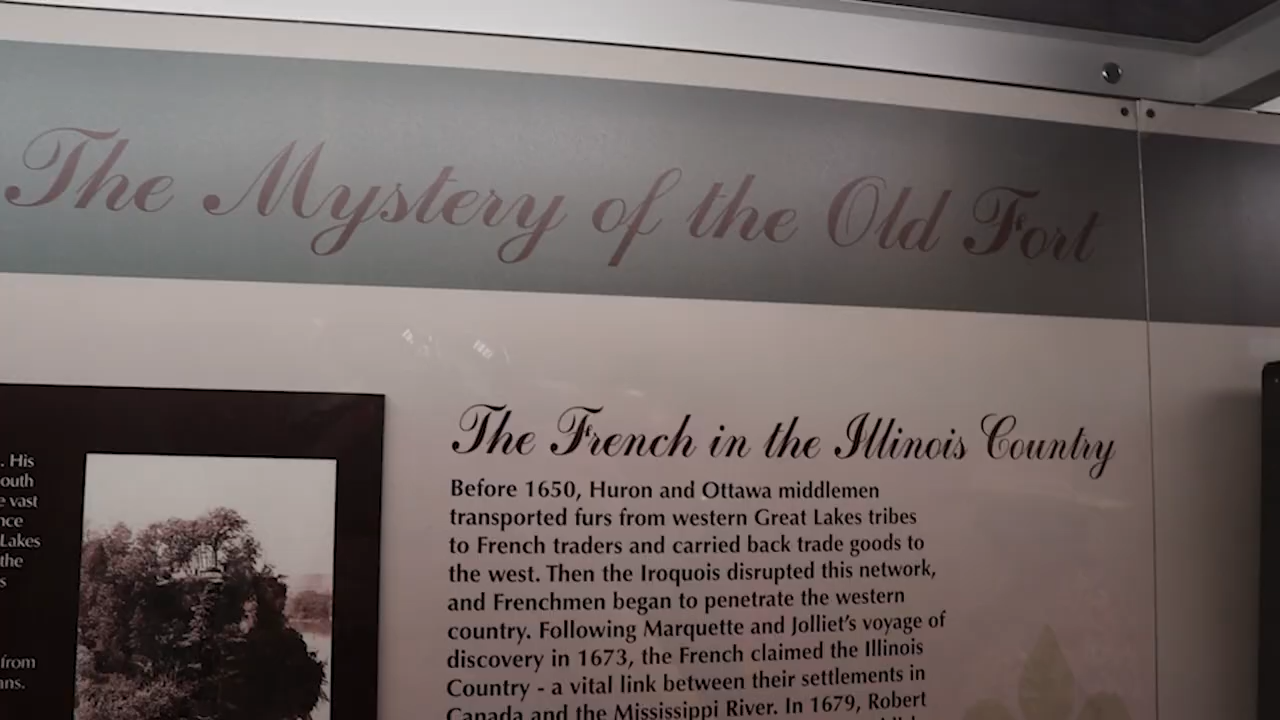 The Mystery of the Old Fort
. His
outh
vast
nce
Lakes
the
s
from
ns.
The French in the Illinois Country
Before 1650, Huron and Ottawa middlemen
transported furs from western Great Lakes tribes
to French traders and carried back trade goods to
the west. Then the Iroquois disrupted this network,
and Frenchmen began to penetrate the western
country. Following Marquette and Jolliet's voyage of
discovery in 1673, the French claimed the Illinois
Country - a vital link between their settlements in
Canada and the Mississippi River. In 1679, Robert